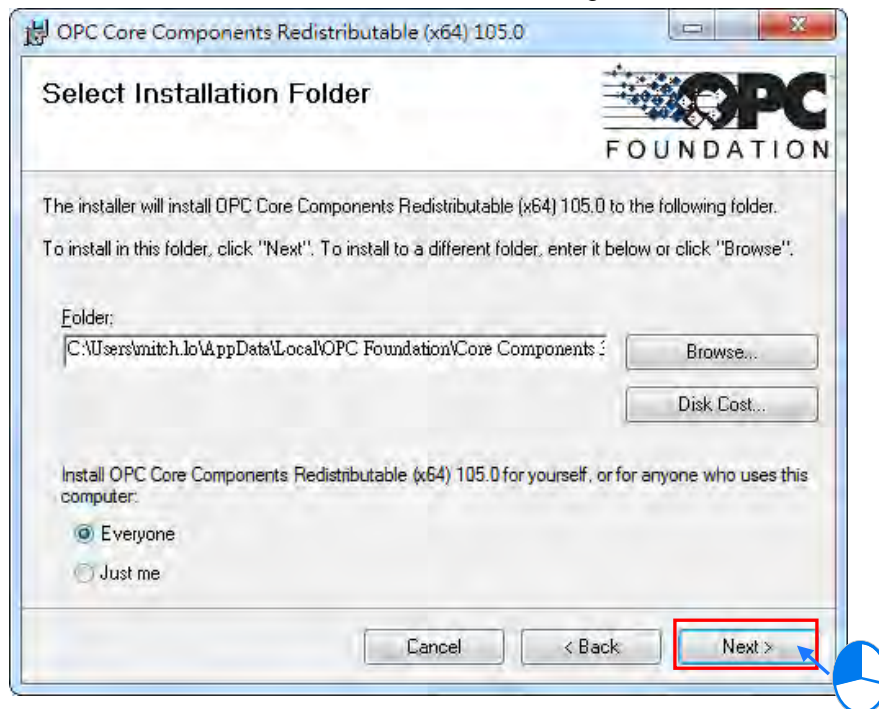 OPC Core Components Redistributable (x64) 105.0
Select Installation Folder
OPC
FOUNDATION
The installer will install OPC Core Components Redistributable (x64) 105.0 to the following folder.
To install in this folder, click "Next". To install to a different folder, enter it below or click "Browse".
Folder:
C:\Users\mitch.lo\AppData\Local\OPC Foundation\Core Components
Browse...
Disk Cost...
Install OPC Core Components Redistributable (x64) 105.0 for yourself, or for anyone who uses this
computer:
Everyone
Just me
Cancel
< Back
Next >